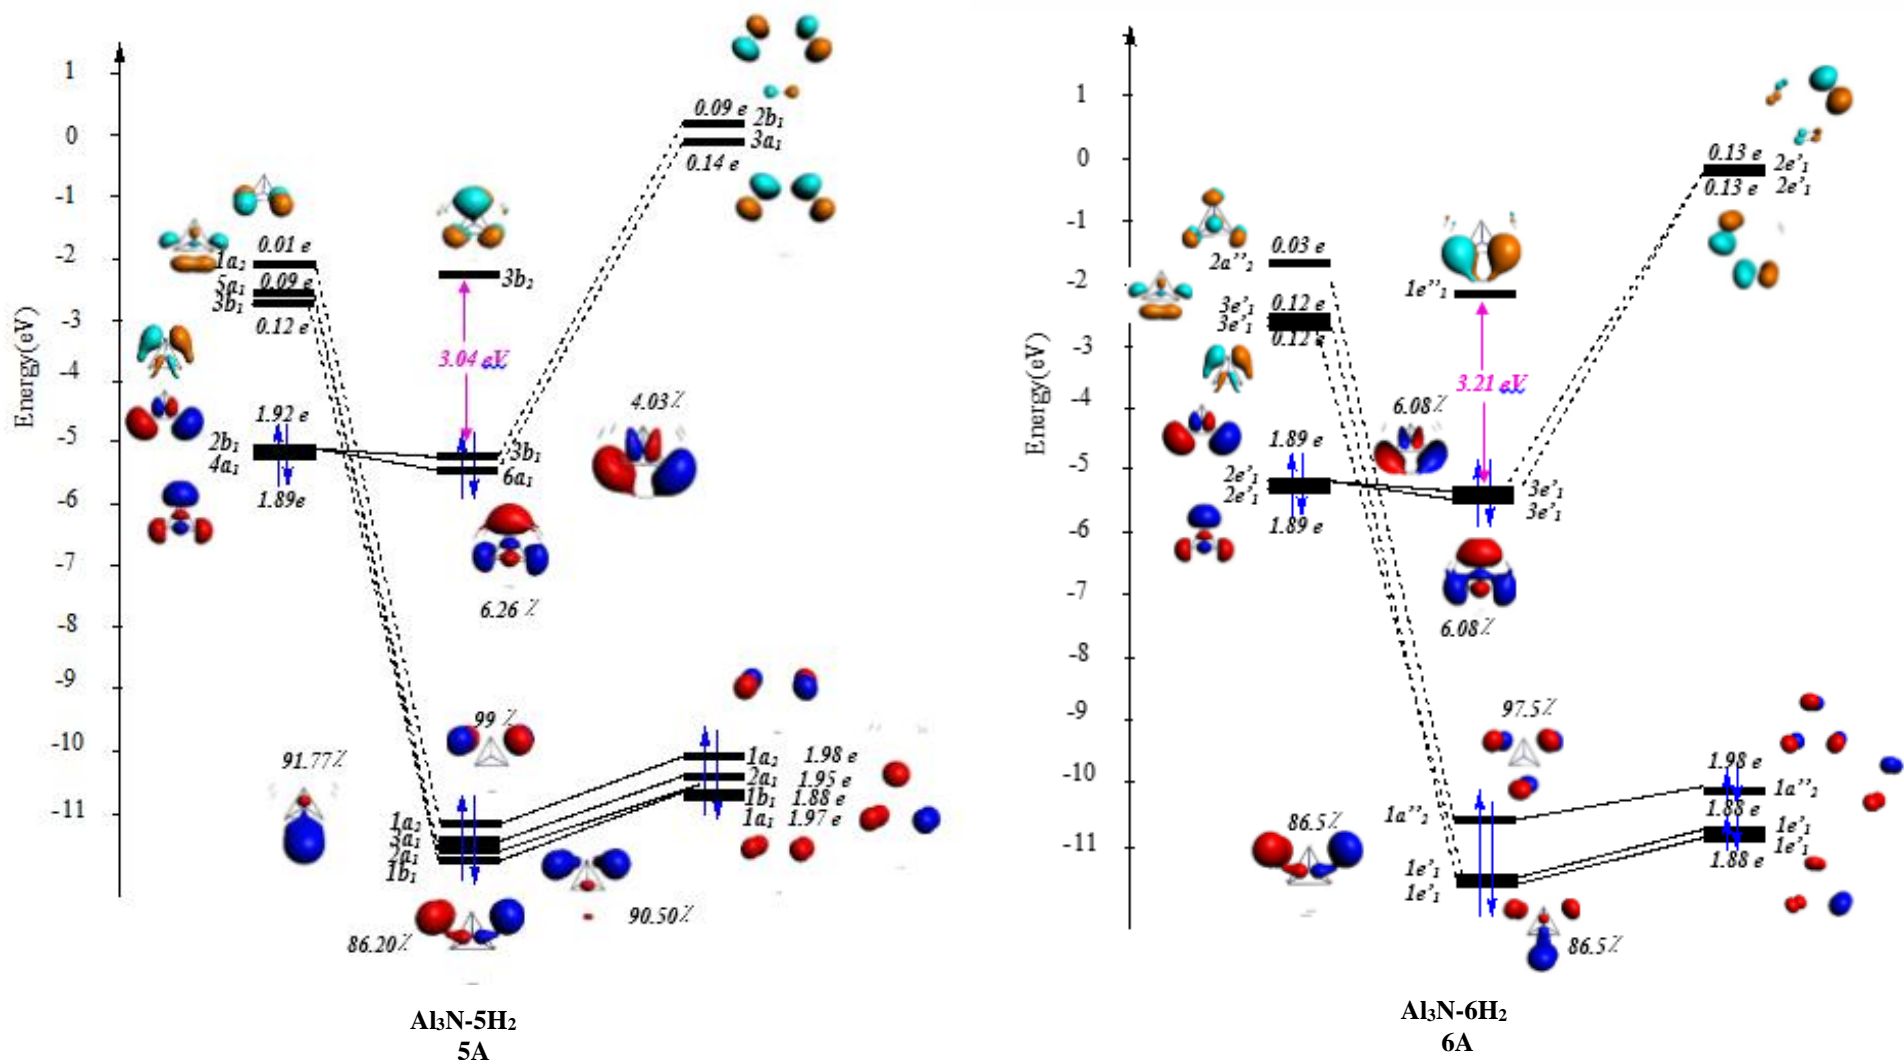 1
0
-1
-2
-3
-4
-5
-6
-7
-8
-9
-10
-11
Energy(eV)
0.01 e
1a₂
0.09 e
5a₁
3b₁
0.12 e
1.92 e
2b₁
4a₁
1.89e
3b₂
3.04 eV
3b₁
6a₁
4.03%
6.26 %
0.09 e
2b₁
3a₁
0.14 e
91.77%
99 %
1a₂
3a₁
2a₁
1b₁
86.20%
90.50%
1a₂ 1.98 e
2a₁ 1.95 e
1b₁ 1.88 e
1a₁ 1.97 e
Al₃N-5H₂
5A
1
0
-1
-2
-3
-4
-5
-6
-7
-8
-9
-10
-11
Energy(eV)
0.03 e
2a’’₂
0.12 e
3e’₁
3e’₁
0.12 e
1.89 e
2e’₁
2e’₁
1.89 e
1e’’₁
3.21 eV
6.08%
3e’₁
3e’₁
6.08%
0.13 e
2e’₁
0.13 e
2e’₁
97.5%
1a’’₂
86.5%
1e’₁
1e’₁
86.5%
1.98 e
1a’’₂
1.88 e
1e’₁
1e’₁
1.88 e
Al₃N-6H₂
6A